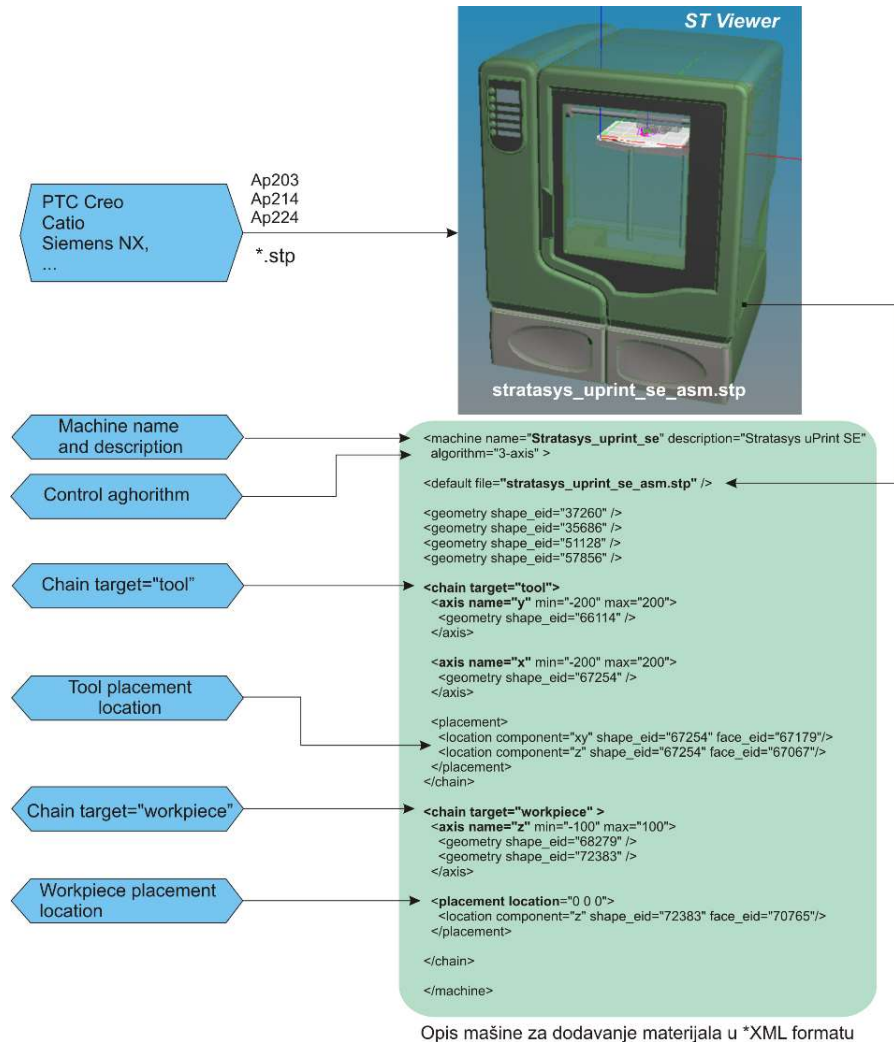 ST Viewer
PTC Creo
Catio
Siemens NX,
...
Ap203
Ap214
Ap224
*.stp
stratasys_uprint_se_asm.stp
Machine name
and description
Control aghorithm
Chain target="tool"
Tool placement
location
Chain target="workpiece"
Workpiece placement
location
<machine name="Stratasys_uprint_se" description="Stratasys uPrint SE"
algorithm="3-axis" >
<default file="stratasys_uprint_se_asm.stp" />
<geometry shape_eid="37260" />
<geometry shape_eid="35686" />
<geometry shape_eid="51128" />
<geometry shape_eid="57856" />
<chain target="tool">
<axis name="y" min="-200" max="200">
<geometry shape_eid="66114" />
</axis>
<axis name="x" min="-200" max="200">
<geometry shape_eid="67254" />
</axis>
<placement>
<location component="xy" shape_eid="67254" face_eid="67179"/>
<location component="z" shape_eid="67254" face_eid="67067"/>
</placement>
</chain>
<chain target="workpiece" >
<axis name="z" min="-100" max="100">
<geometry shape_eid="68279" />
<geometry shape_eid="72383" />
</axis>
<placement location="0 0 0">
<location component="z" shape_eid="72383" face_eid="70765"/>
</placement>
</chain>
</machine>
Opis mašine za dodavanje materijala u *XML formatu